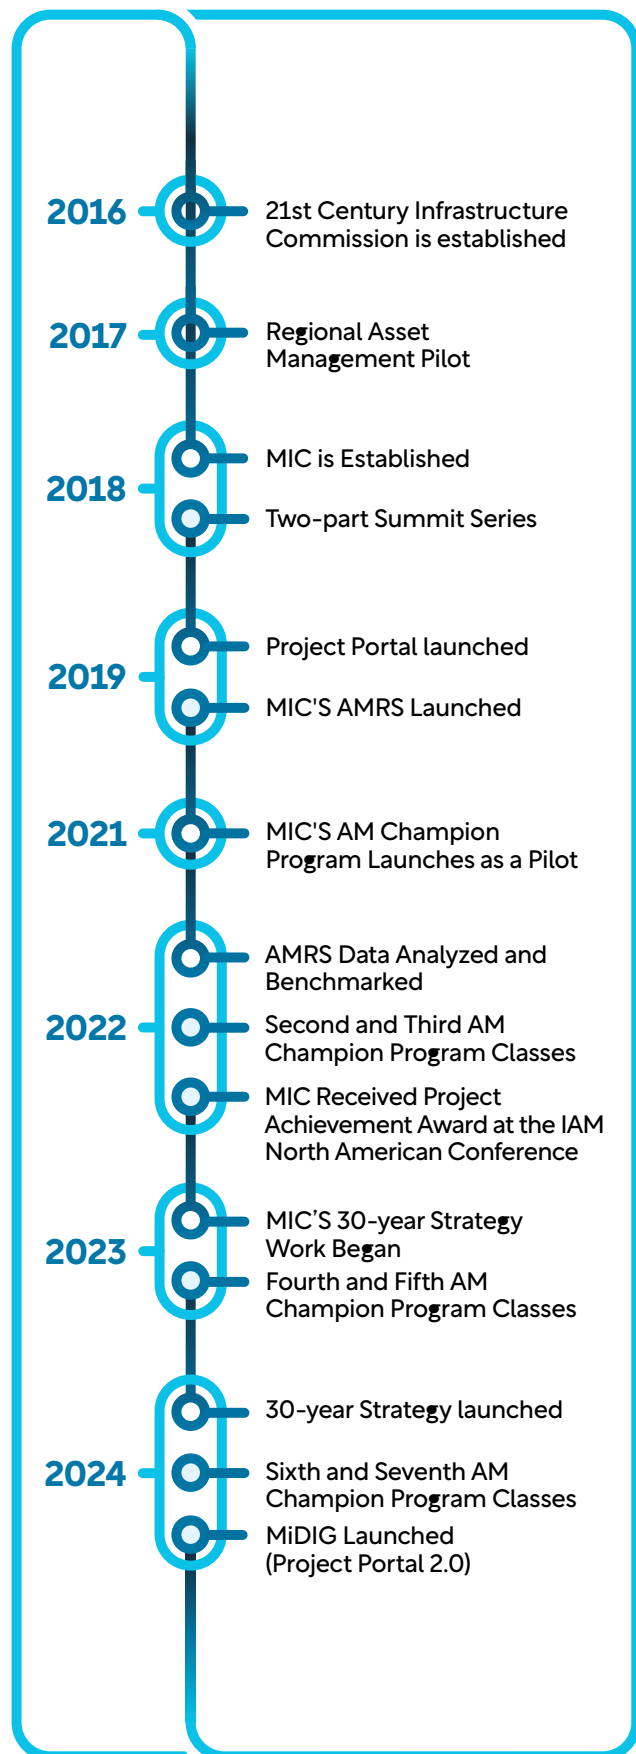 2016
21st Century Infrastructure
Commission is established
2017
Regional Asset
Management Pilot
2018
MIC is Established
Two-part Summit Series
2019
Project Portal launched
MIC'S AMRS Launched
2021
MIC'S AM Champion
Program Launches as a Pilot
2022
AMRS Data Analyzed and
Benchmarked
Second and Third AM
Champion Program Classes
MIC Received Project
Achievement Award at the IAM
North American Conference
2023
MIC’S 30-year Strategy
Work Began
Fourth and Fifth AM
Champion Program Classes
2024
30-year Strategy launched
Sixth and Seventh AM
Champion Program Classes
MiDIG Launched
(Project Portal 2.0)